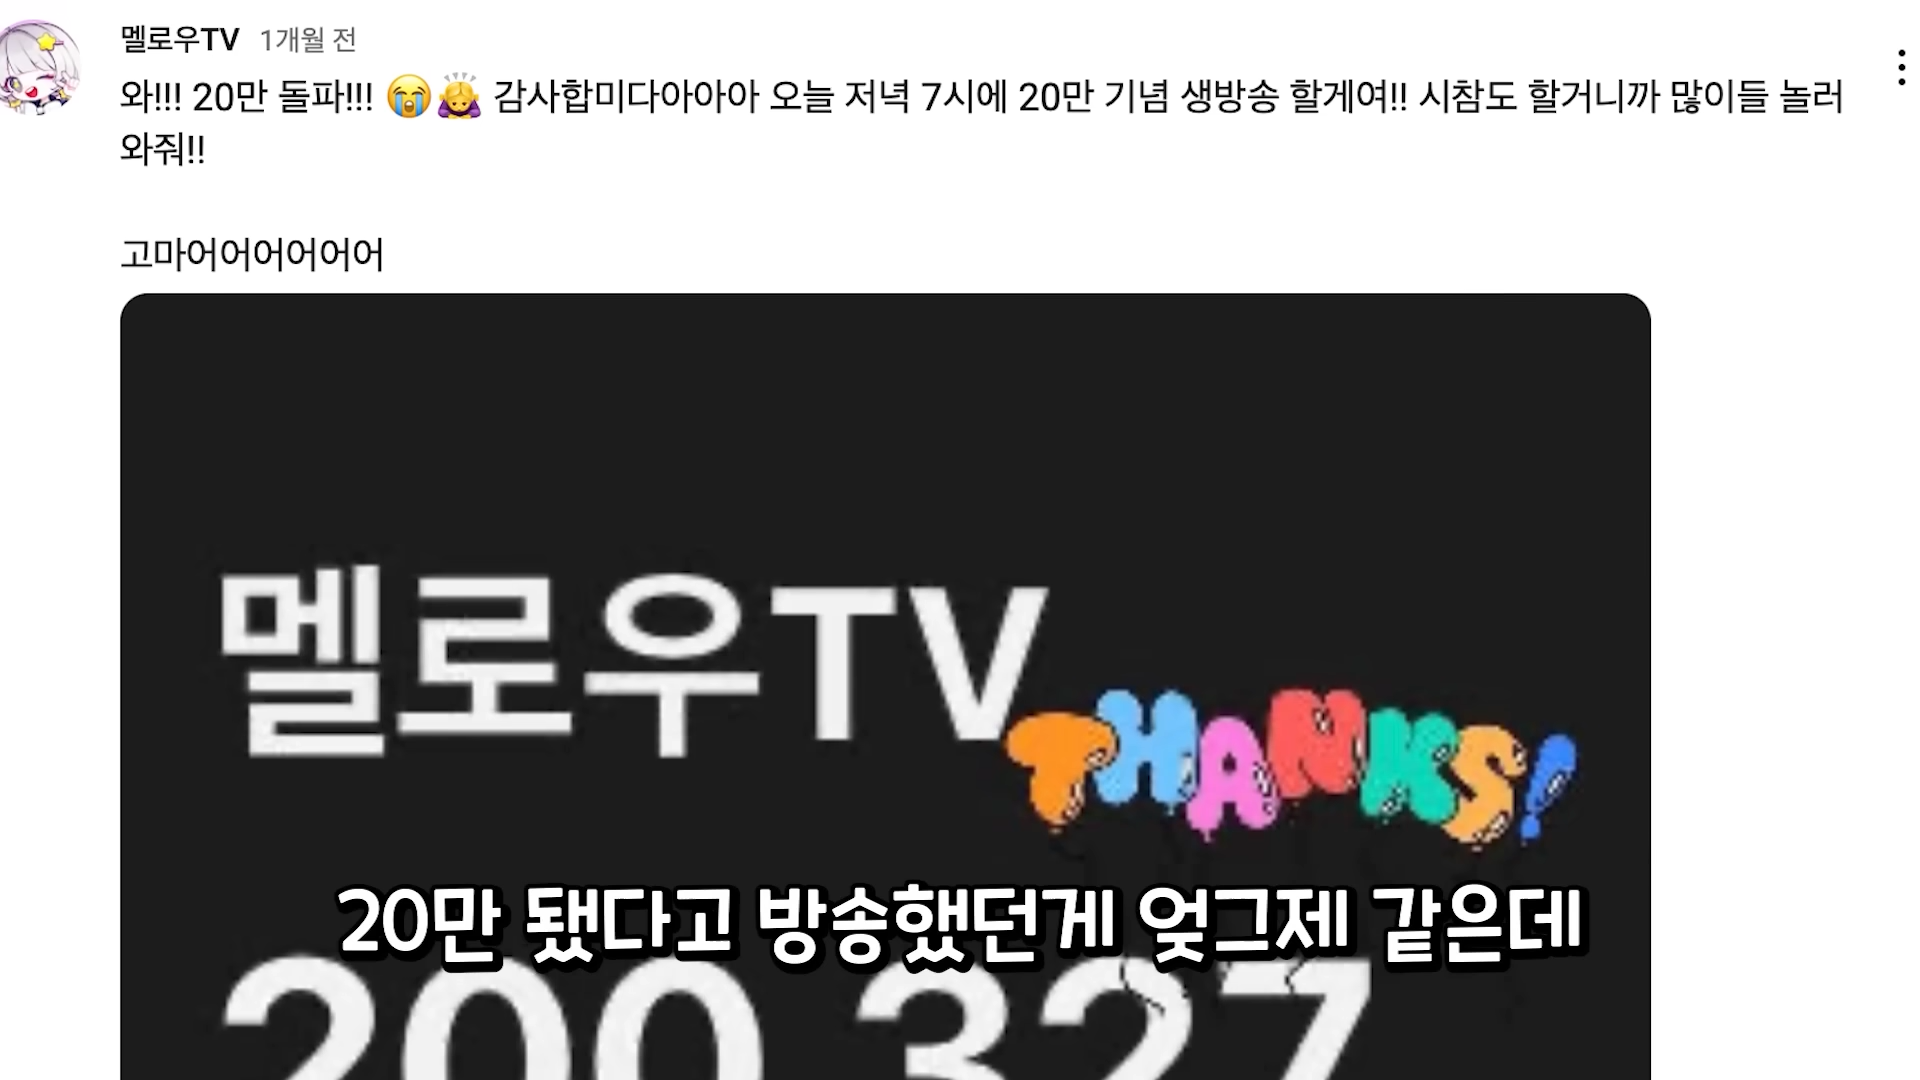 멜로우TV 1개월 전
와!!! 20만 돌파!!! 😭🙇‍♀️ 감사합미다아아아 오늘 저녁 7시에 20만 기념 생방송 할게여!! 시참도 할거니까 많이들 놀러
와줘!!
고마어어어어어어
멜로우TV
THANKS!
20만 됐다고 방송했던게 엊그제 같은데
200,327